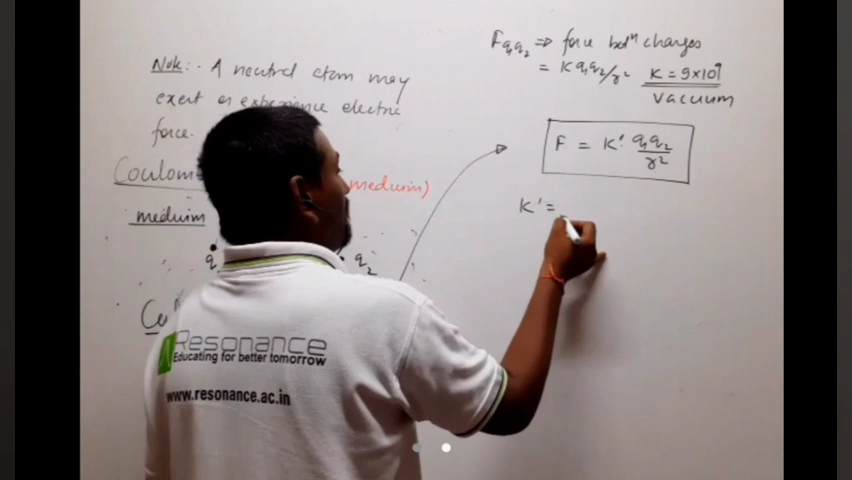 Note:- A neutral atom may
exert or experience electric
force.
Coulom
medium)
medium
q
q2
Fq1q2 ⇒ force betn charges
= K q1q2/r² K = 9×10⁹
vacuum
F = K' q1q2/r²
K' =
Resonance
Educating for better tomorrow
www.resonance.ac.in